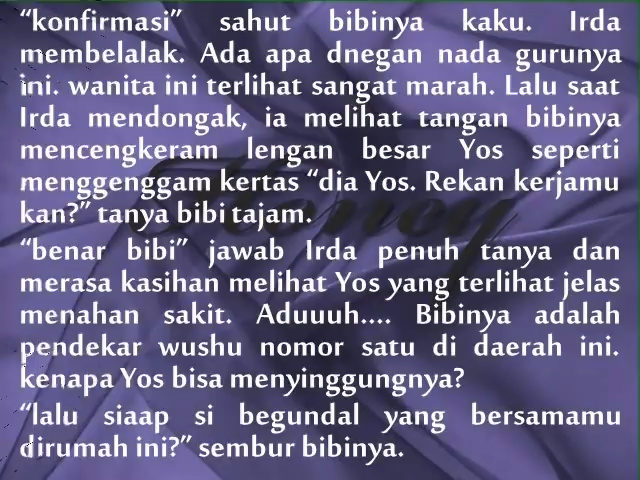 “konfirmasi” sahut bibinya kaku. Irda
membelalak. Ada apa dnegan nada gurunya
ini. wanita ini terlihat sangat marah. Lalu saat
Irda mendongak, ia melihat tangan bibinya
mencengkeram lengan besar Yos seperti
menggenggam kertas “dia Yos. Rekan kerjamu
kan?” tanya bibi tajam.
“benar bibi” jawab Irda penuh tanya dan
merasa kasihan melihat Yos yang terlihat jelas
menahan sakit. Aduuuh.... Bibinya adalah
pendekar wushu nomor satu di daerah ini.
kenapa Yos bisa menyinggungnya?
“lalu siaap si begundal yang bersamamu
dirumah ini?” sembur bibinya.
Honey